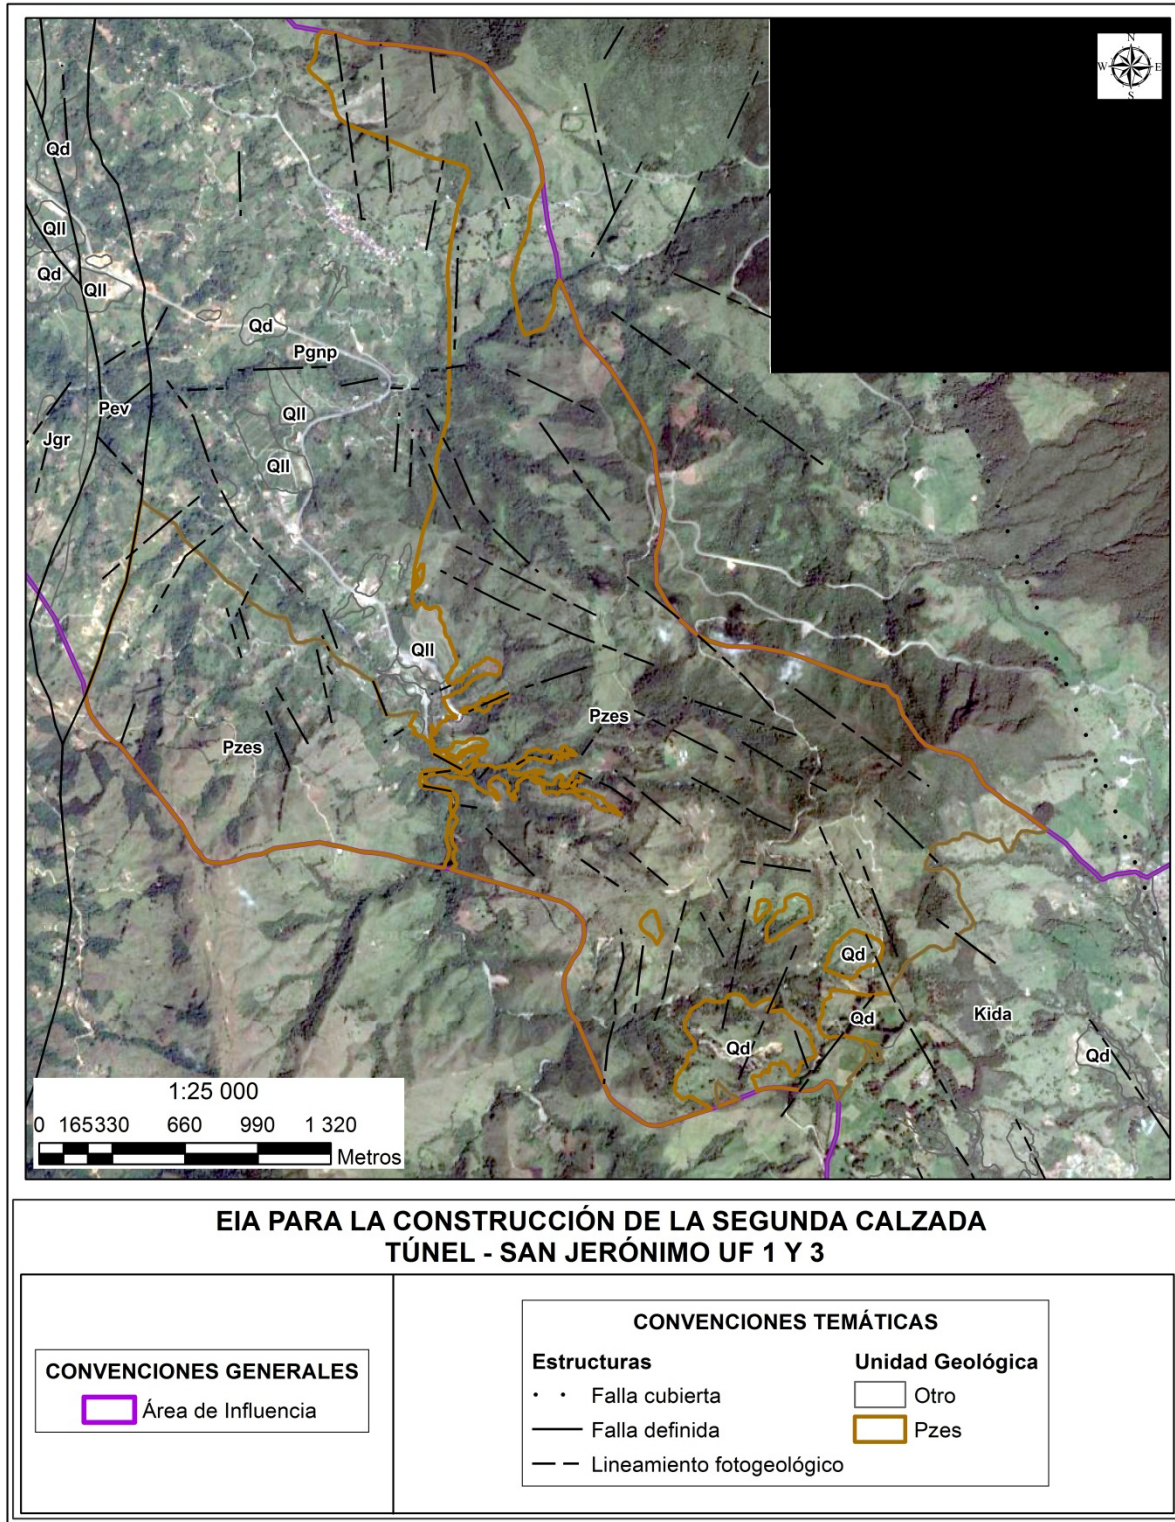 N
W E
S
Qd
Qll
Qd
Qll
Qd
Pgnp
Pev
Qll
Jgr
Qll
Qll
Pzes
Pzes
Qd
Qd
Kida
Qd
Qd
1:25 000
0 165330 660 990 1 320
Metros
EIA PARA LA CONSTRUCCIÓN DE LA SEGUNDA CALZADA
TÚNEL - SAN JERÓNIMO UF 1 Y 3
CONVENCIONES GENERALES
Área de Influencia
CONVENCIONES TEMÁTICAS
Estructuras
Falla cubierta
Falla definida
Lineamiento fotogeológico
Unidad Geológica
Otro
Pzes